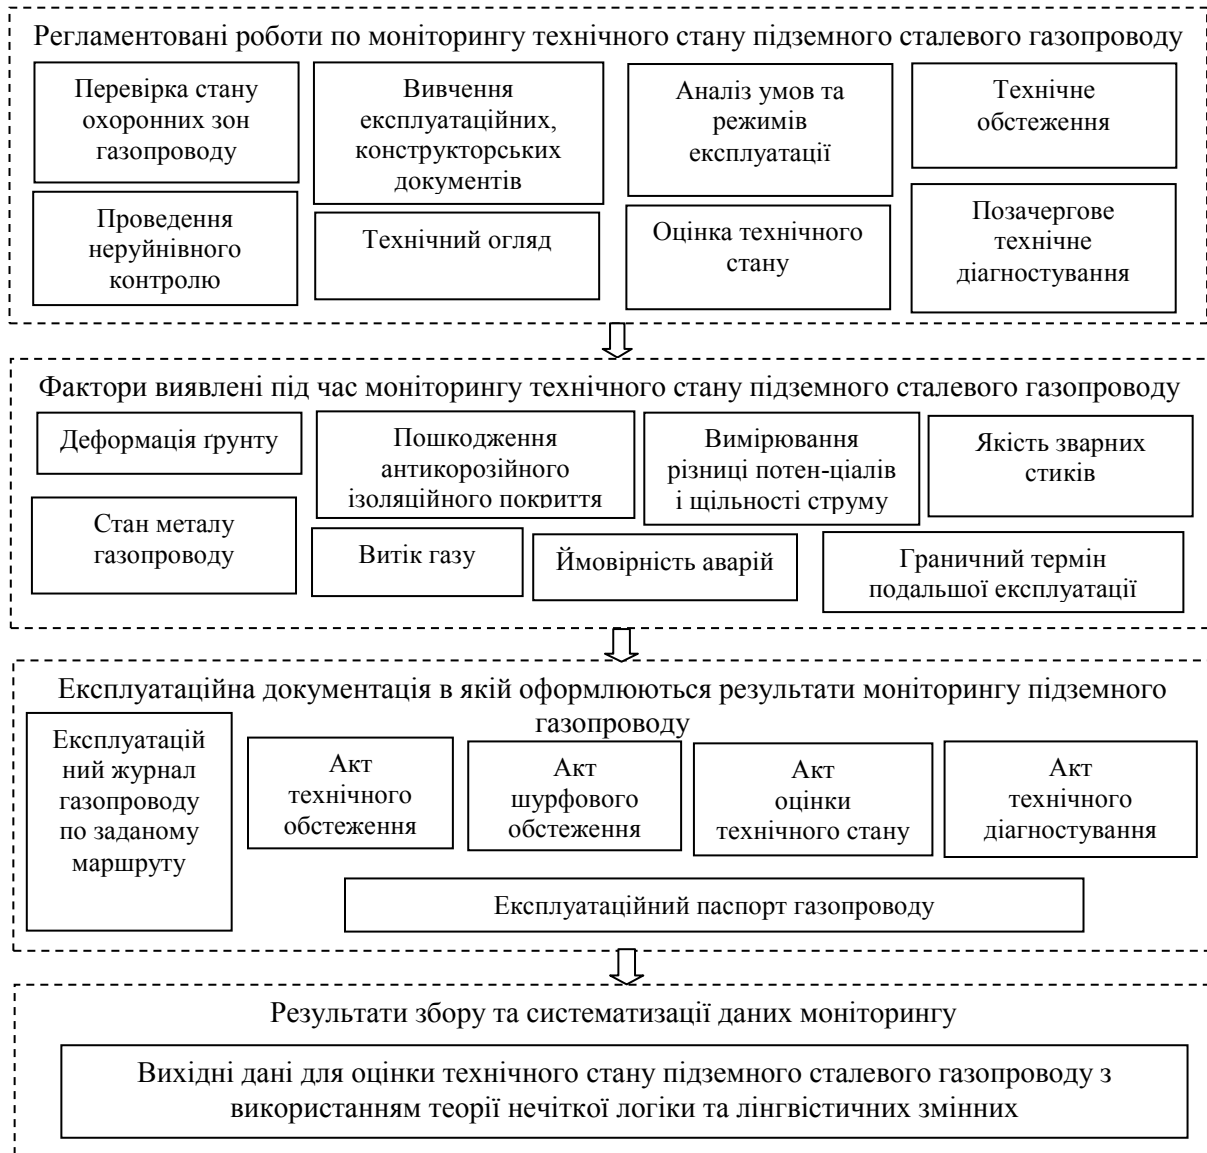 Регламентовані роботи по моніторингу технічного стану підземного сталевого газопроводу
Перевірка стану
охоронних зон
газопроводу
Вивчення
експлуатаційних,
конструкторських
документів
Аналіз умов та
режимів
експлуатації
Технічне
обстеження
Проведення
неруйнівного
контролю
Технічний огляд
Оцінка технічного
стану
Позачергове
технічне
діагностування
Фактори виявлені під час моніторингу технічного стану підземного сталевого газопроводу
Деформація ґрунту
Пошкодження
антикорозійного
ізоляційного покриття
Вимірювання
різниці потен-ціалів
і щільності струму
Якість зварних
стиків
Стан металу
газопроводу
Витік газу
Ймовірність аварій
Граничний термін
подальшої експлуатації
Експлуатаційна документація в якій оформлюються результати моніторингу підземного
газопроводу
Експлуатацій
ний журнал
газопроводу
по заданому
маршруту
Акт
технічного
обстеження
Акт
шурфового
обстеження
Акт
оцінки
технічного стану
Акт
технічного
діагностування
Експлуатаційний паспорт газопроводу
Результати збору та систематизації даних моніторингу
Вихідні дані для оцінки технічного стану підземного сталевого газопроводу з
використанням теорії нечіткої логіки та лінгвістичних змінних